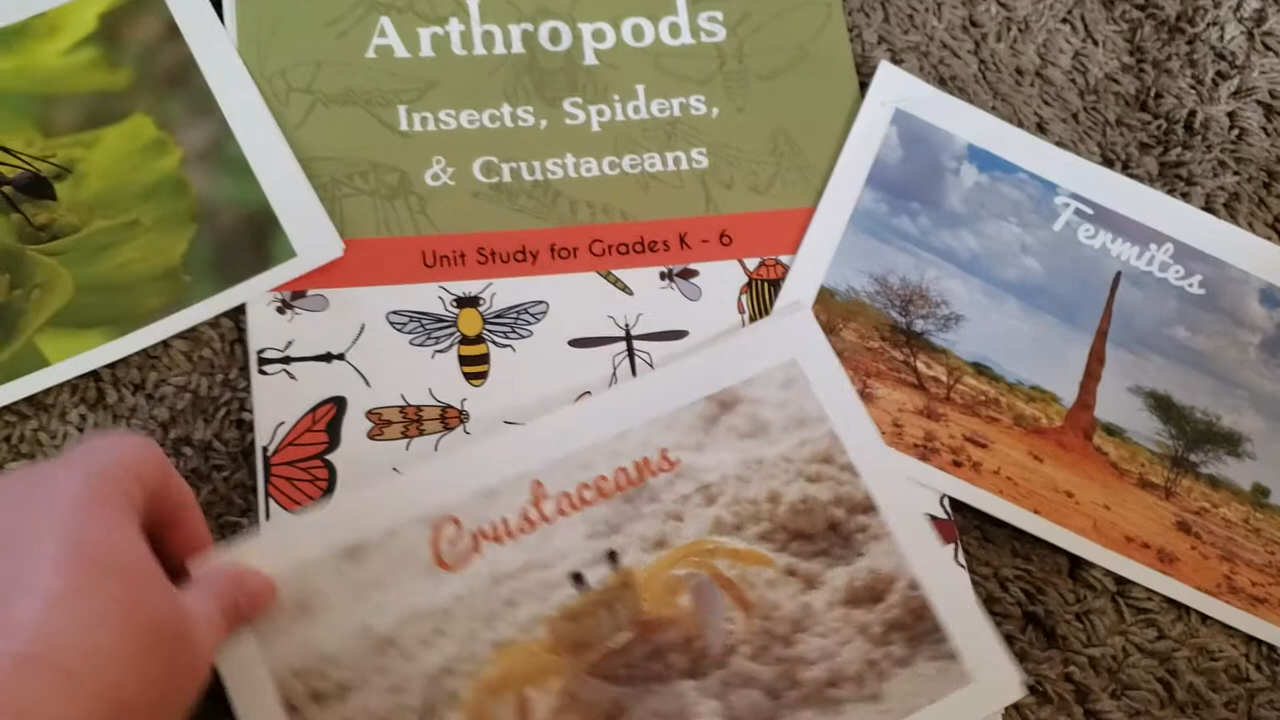 Arthropods
Insects, Spiders,
& Crustaceans
Unit Study for Grades K - 6
Termites
Crustaceans